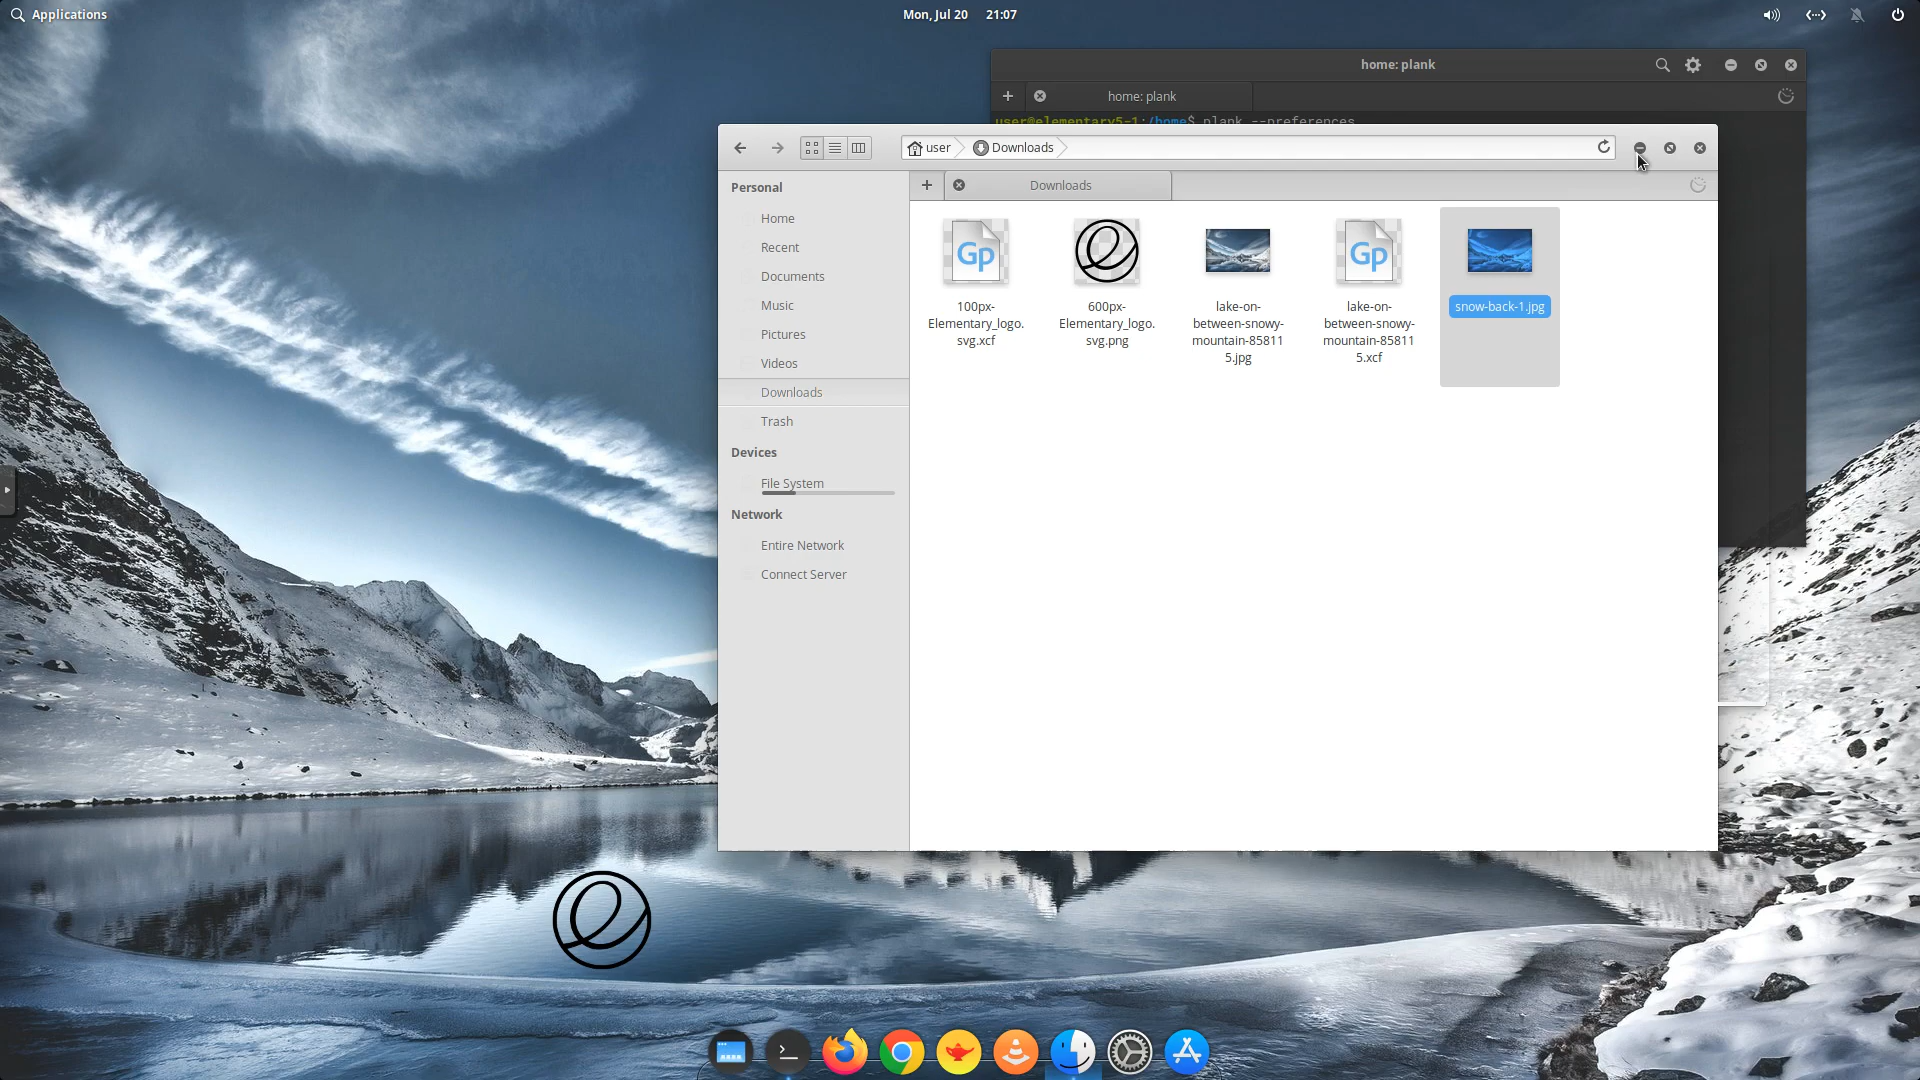 Applications
Mon, Jul 20 21:07
home: plank
home: plank
user@elementary5-1:/home$ plank --preferences
user
Downloads
Downloads
Personal
Home
Recent
Documents
Music
Pictures
Videos
Downloads
Trash
Devices
File System
Network
Entire Network
Connect Server
Gp
100px-
Elementary_logo.
svg.xcf
600px-
Elementary_logo.
svg.png
lake-on-
between-snowy-
mountain-85811
5.jpg
Gp
lake-on-
between-snowy-
mountain-85811
5.xcf
snow-back-1.jpg